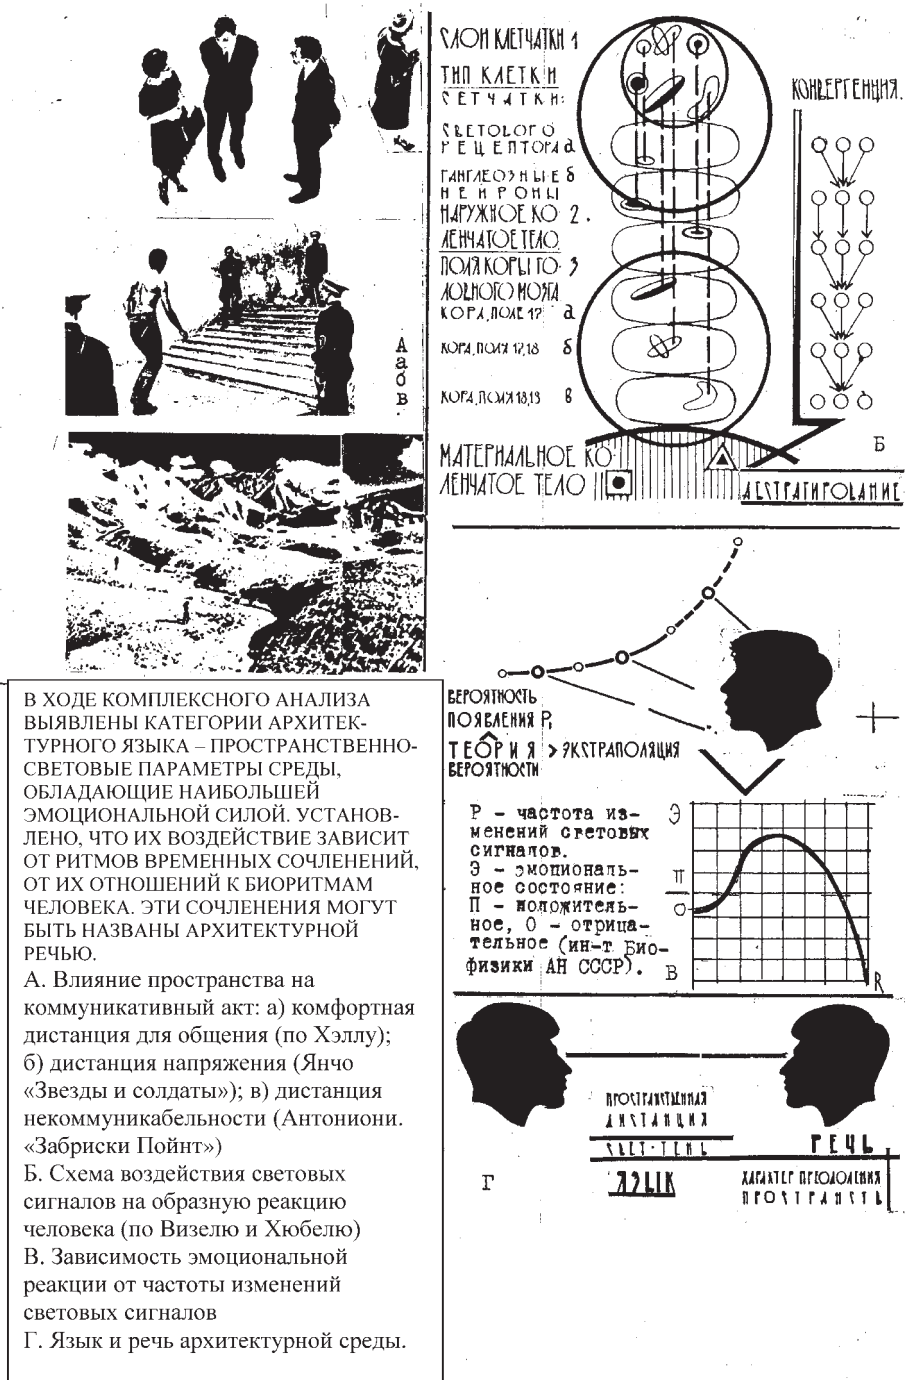 А
а
б
в.
СЛОИ КЛЕТЧАТКИ 1
ТИП КЛЕТКИ
СЕТЧАТКИ:
СВЕТОВОГО
РЕЦЕПТОРА а
ГАНГЛЕОЗНЫЕ б
НЕЙРОНЫ
НАРУЖНОЕ КО- 2.
ЛЕНЧАТОЕ ТЕЛО
ПОЛЯ КОРЫ ГО- 3
ЛОВНОГО МОЗГА
КОРА, ПОЛЕ 17 а
КОРА, ПОЛЯ 17,18 б
КОРА, ПОЛЯ 18,19 в
МАТЕРИАЛЬНОЕ КО-
ЛЕНЧАТОЕ ТЕЛО
КОНВЕРГЕНЦИЯ.
Б
АБСТРАГИРОВАНИЕ
ВЕРОЯТНОСТЬ
ПОЯВЛЕНИЯ Р,
ТЕОРИЯ > ЭКСТРАПОЛЯЦИЯ
ВЕРОЯТНОСТИ
Р – частота из-
менений световых
сигналов.
Э – эмоциональ-
ное состояние:
П – положитель-
ное, О – отрица-
тельное (ин-т Био-
физики АН СССР).
Э
П
О
В
R
ПРОСТРАНСТВЕННАЯ
ДИСТАНЦИЯ
СВЕТ-ТЕНЬ
ЯЗЫК
РЕЧЬ
ХАРАКТЕР ПРЕОДОЛЕНИЯ
ПРОСТРАНСТВ
Г
В ХОДЕ КОМПЛЕКСНОГО АНАЛИЗА
ВЫЯВЛЕНЫ КАТЕГОРИИ АРХИТЕК-
ТУРНОГО ЯЗЫКА – ПРОСТРАНСТВЕННО-
СВЕТОВЫЕ ПАРАМЕТРЫ СРЕДЫ,
ОБЛАДАЮЩИЕ НАИБОЛЬШЕЙ
ЭМОЦИОНАЛЬНОЙ СИЛОЙ. УСТАНОВ-
ЛЕНО, ЧТО ИХ ВОЗДЕЙСТВИЕ ЗАВИСИТ
ОТ РИТМОВ ВРЕМЕННЫХ СОЧЛЕНЕНИЙ,
ОТ ИХ ОТНОШЕНИЙ К БИОРИТМАМ
ЧЕЛОВЕКА. ЭТИ СОЧЛЕНЕНИЯ МОГУТ
БЫТЬ НАЗВАНЫ АРХИТЕКТУРНОЙ
РЕЧЬЮ.
А. Влияние пространства на
коммуникативный акт: а) комфортная
дистанция для общения (по Хэллу);
б) дистанция напряжения (Янчо
«Звезды и солдаты»); в) дистанция
некоммуникабельности (Антониони.
«Забриски Пойнт»)
Б. Схема воздействия световых
сигналов на образную реакцию
человека (по Визелю и Хюбелю)
В. Зависимость эмоциональной
реакции от частоты изменений
световых сигналов
Г. Язык и речь архитектурной среды.